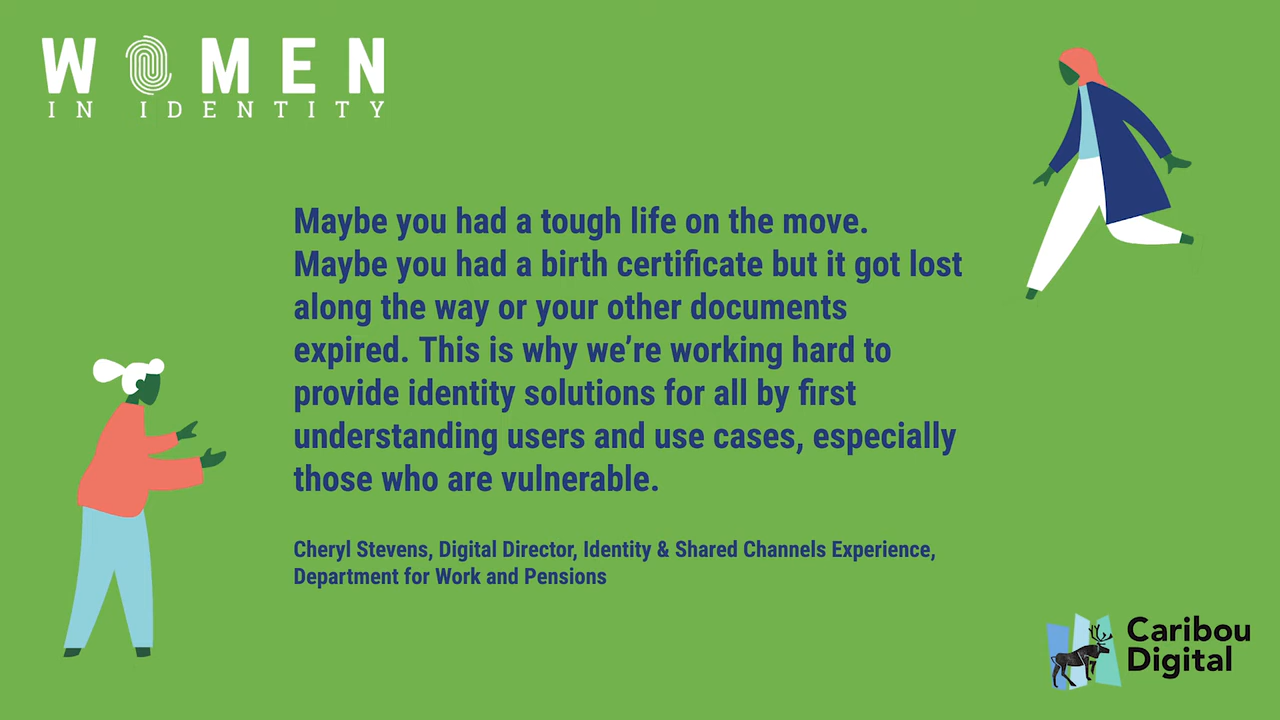 WOMEN
IN IDENTITY
Maybe you had a tough life on the move.
Maybe you had a birth certificate but it got lost
along the way or your other documents
expired. This is why we’re working hard to
provide identity solutions for all by first
understanding users and use cases, especially
those who are vulnerable.
Cheryl Stevens, Digital Director, Identity & Shared Channels Experience,
Department for Work and Pensions
Caribou
Digital